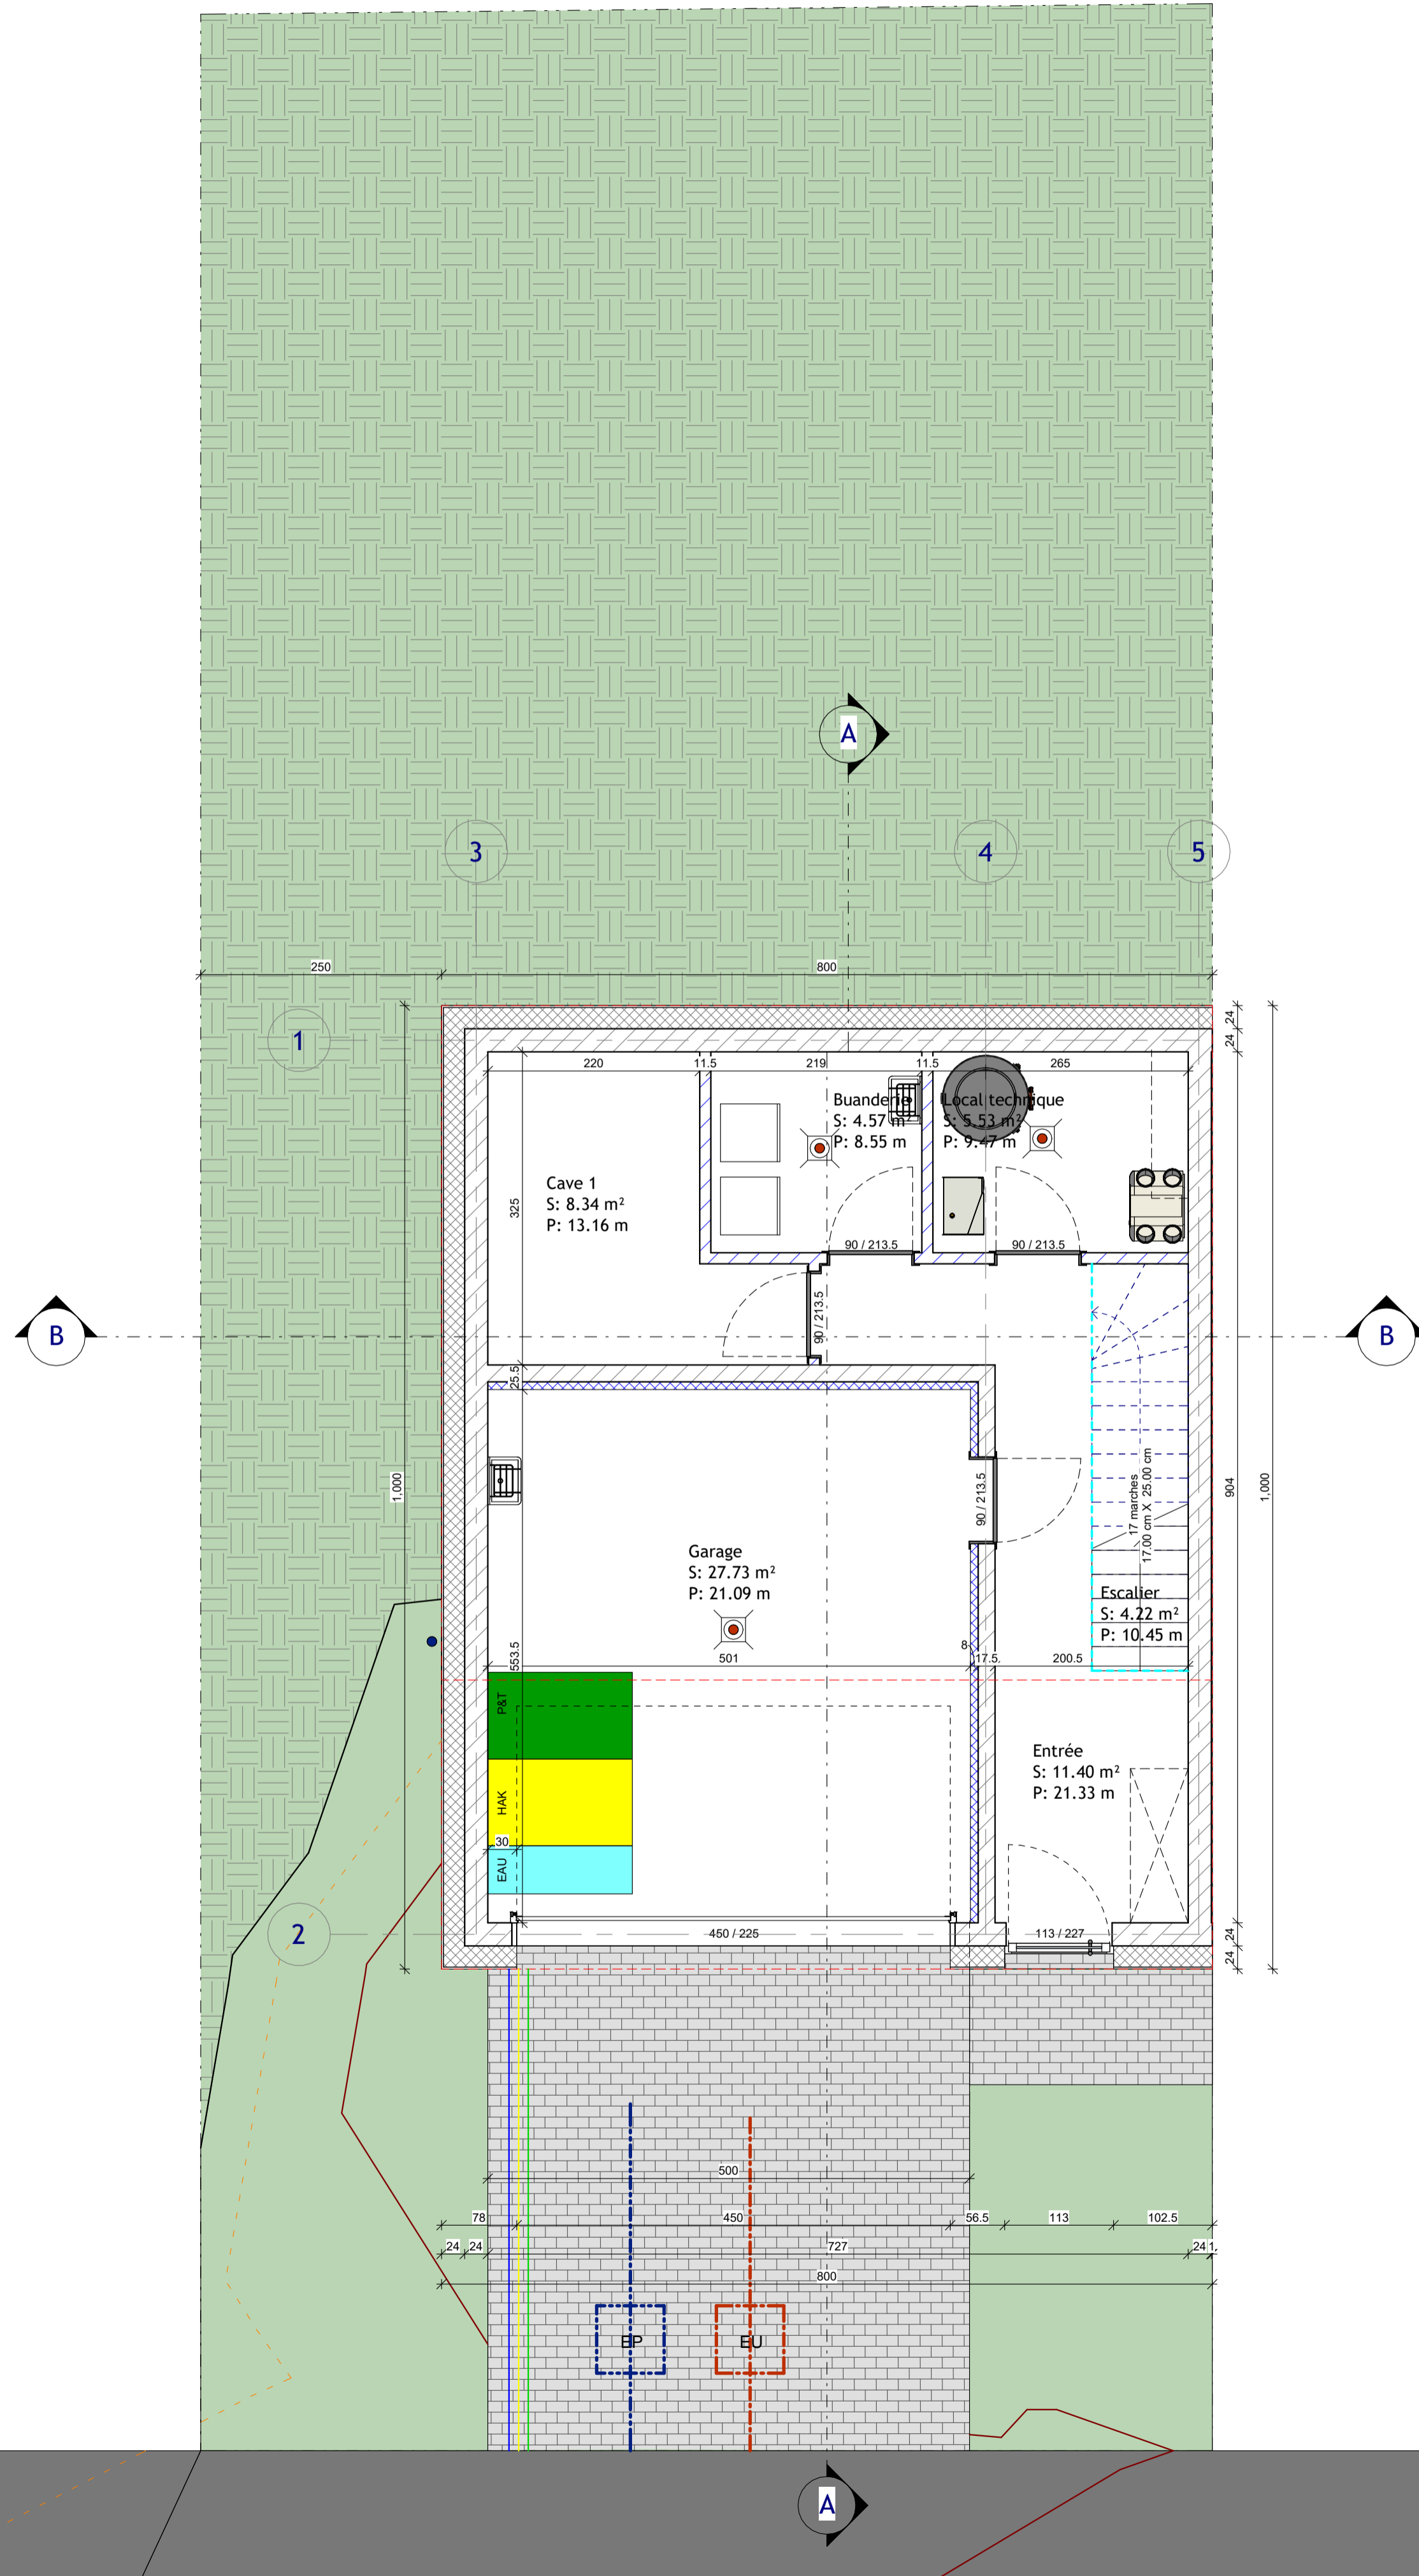 A
3
4
5
250
800
1
24
24
220
11.5
219
11.5
265
Buanderie
S: 4.57 m²
P: 8.55 m
Local technique
S: 5.53 m²
P: 9.47 m
Cave 1
S: 8.34 m²
P: 13.16 m
325
90 / 213.5
90 / 213.5
90 / 213.5
B
B
25.5
1,000
90 / 213.5
904
1,000
17 marches
17.00 cm X 25.00 cm
Garage
S: 27.73 m²
P: 21.09 m
Escalier
S: 4.22 m²
P: 10.45 m
553.5
501
8
17.5
200.5
P&T
HAK
30
EAU
Entrée
S: 11.40 m²
P: 21.33 m
2
450 / 225
113 / 227
24
24
500
78
450
56.5
113
102.5
24
24
727
24
1
800
EP
EU
A